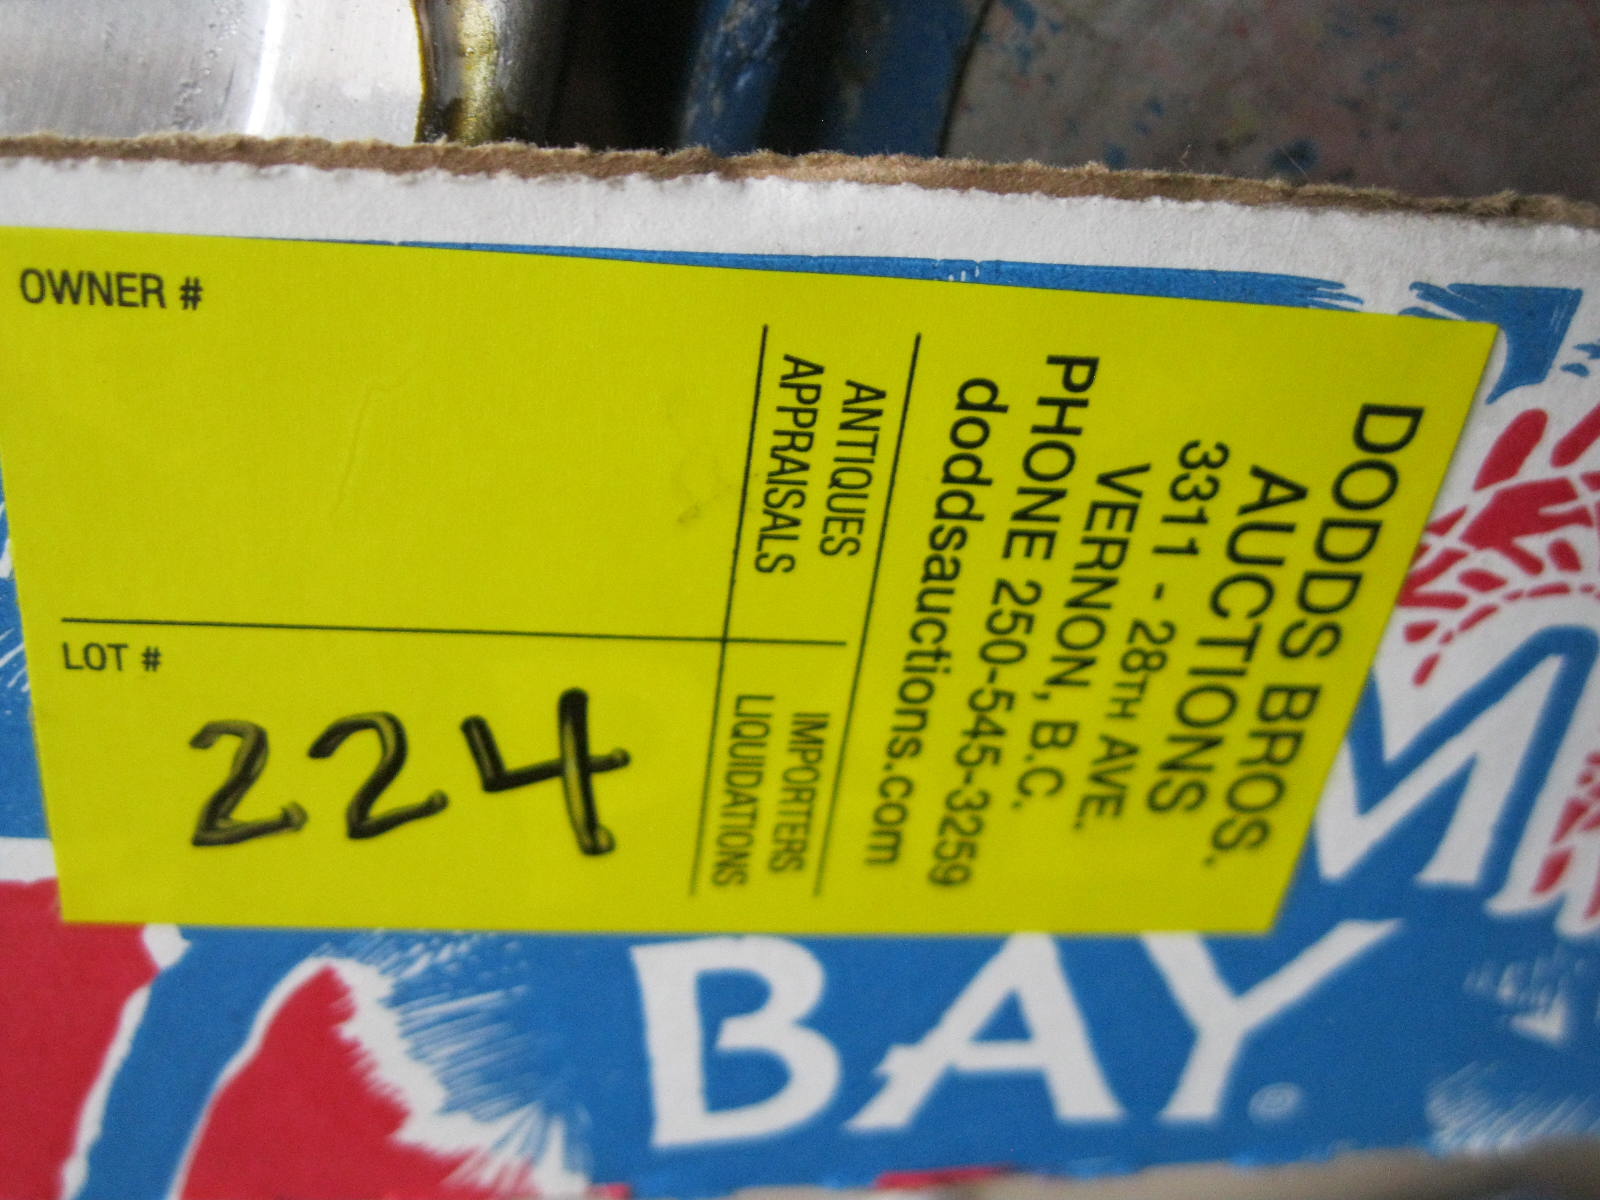 OWNER #
LOT #
224
DODDS BROS.
AUCTIONS
3311 - 28TH AVE.
VERNON, B.C.
PHONE 250-545-3259
doddsauctions.com
ANTIQUES
APPRAISALS
IMPORTERS
LIQUIDATIONS
M
BAY®